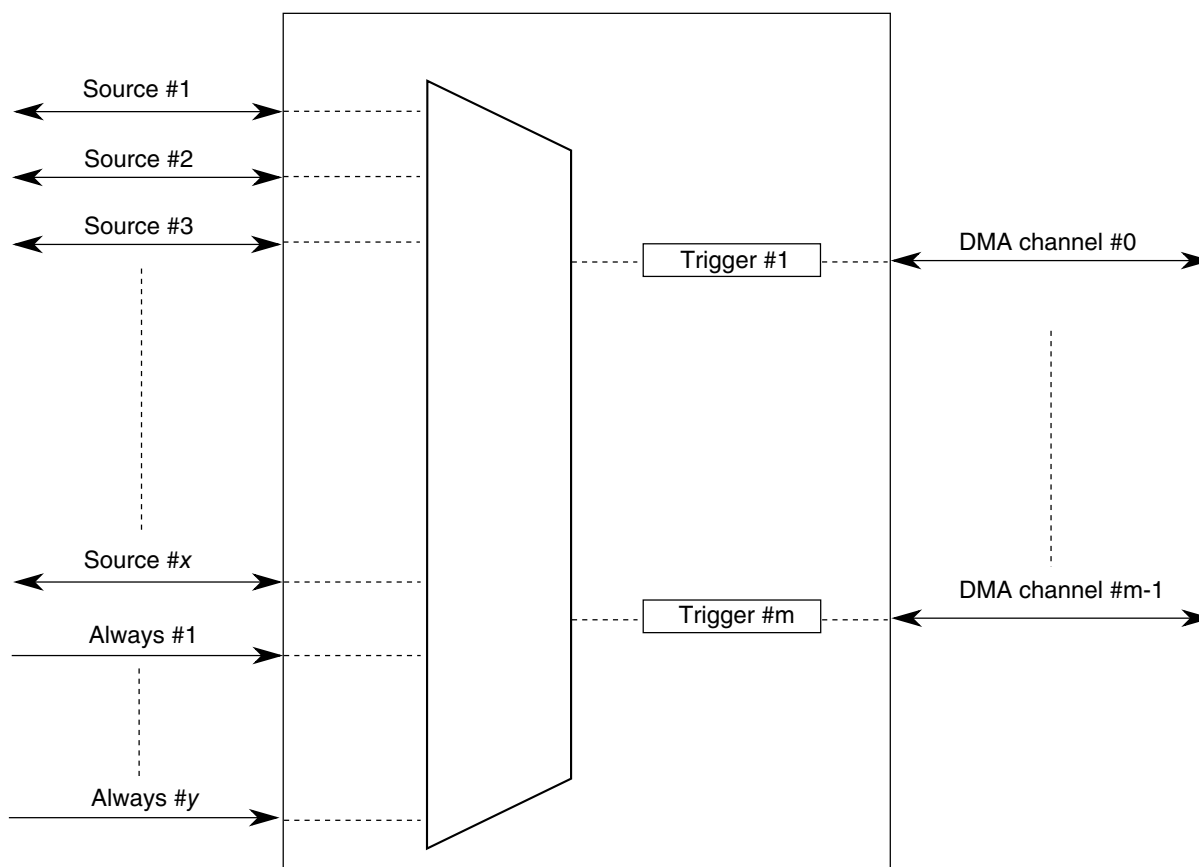 Source #1
Source #2
Source #3
Source #x
Always #1
Always #y
Trigger #1
Trigger #m
DMA channel #0
DMA channel #m-1